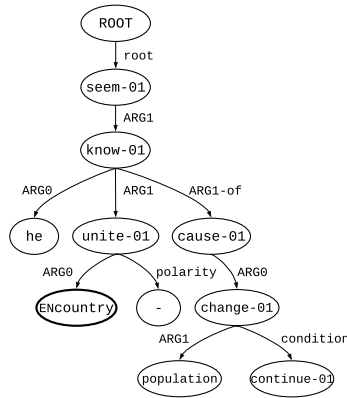 ROOT
root
seem-01
ARG1
know-01
ARG0 ARG1 ARG1-of
he unite-01 cause-01
ARG0 polarity ARG0
ENcountry - change-01
ARG1 condition
population continue-01